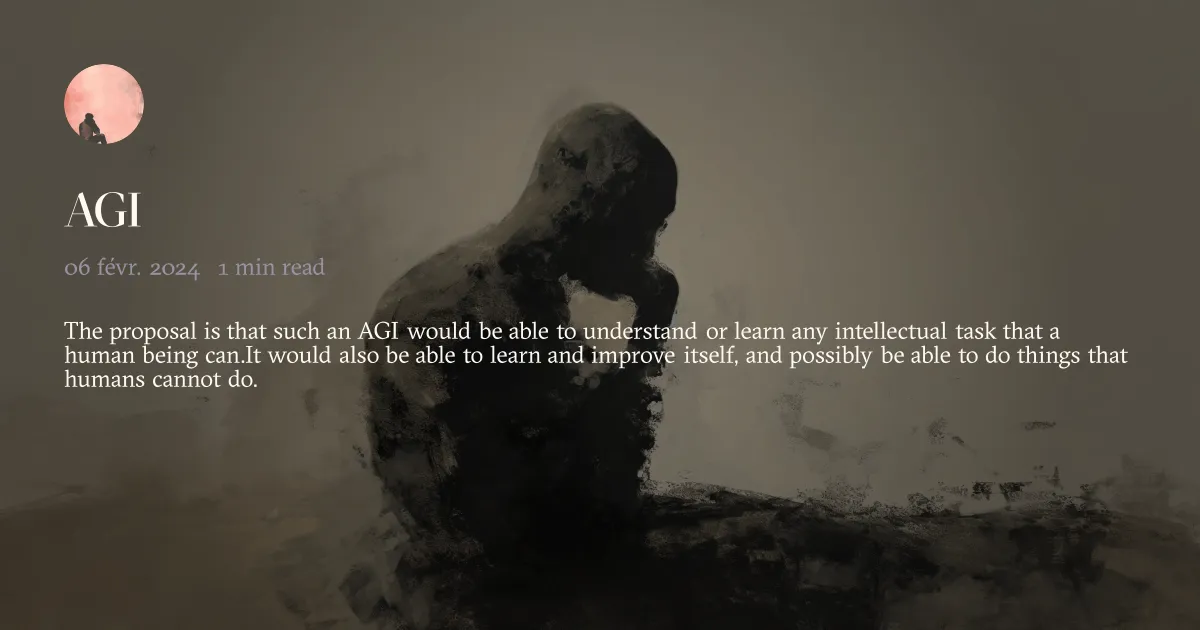 AGI
06 févr. 2024 1 min read
The proposal is that such an AGI would be able to understand or learn any intellectual task that a
human being can.It would also be able to learn and improve itself, and possibly be able to do things that
humans cannot do.